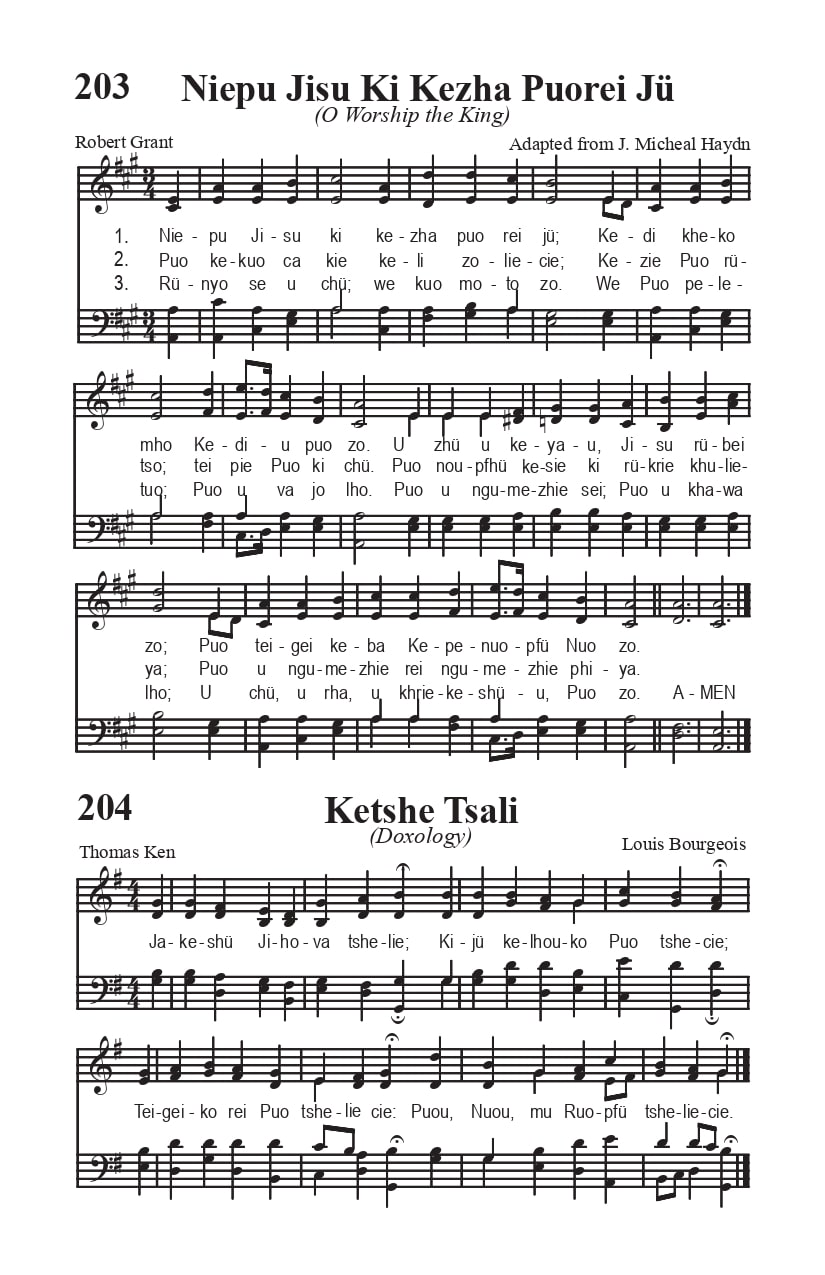 203 Niepu Jisu Ki Kezha Puorei Jü
(O Worship the King)
Robert Grant Adapted from J. Micheal Haydn
1. Nie - pu Ji - su ki ke - zha puo rei jü; Ke - di khe-ko
2. Puo ke-kuo ca kie ke - li zo - lie-cie; Ke - zie Puo rü-
3. Rü-nyo se u chü; we kuo mo - to zo. We Puo pe-le-
mho Ke - di - u puo zo. U zhü u ke - ya - u, Ji - su rü-bei
tso; tei pie Puo ki chü. Puo nou-pfhü ke-sie ki rü-krie khu-lie-
tuo; Puo u va jo lho. Puo u ngu-me-zhie sei; Puo u kha-wa
zo; Puo tei - gei ke - ba Ke - pe - nuo - pfü Nuo zo.
ya; Puo u ngu - me - zhie rei ngu - me - zhie phi - ya.
lho; U chü, u rha, u khrie - ke - shü - u, Puo zo. A - MEN
204 Ketshe Tsali
(Doxology)
Thomas Ken Louis Bourgeois
3
4
4
4
Ja - ke-shü Ji-ho-va tshe-lie; Ki-jü ke-lhou-ko Puo tshe-cie;
Tei-gei-ko rei Puo tshe-lie cie: Puou, Nuou, mu Ruo-pfü tshe-lie-cie.